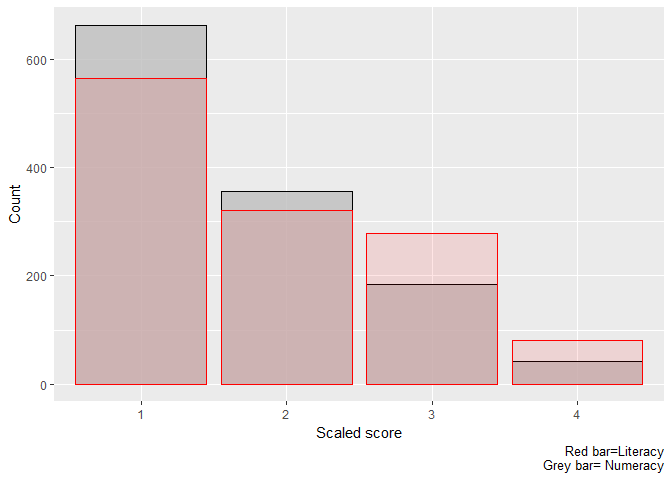 600
400
200
0
Count
1 2 3 4
Scaled score
Red bar=Literacy
Grey bar= Numeracy